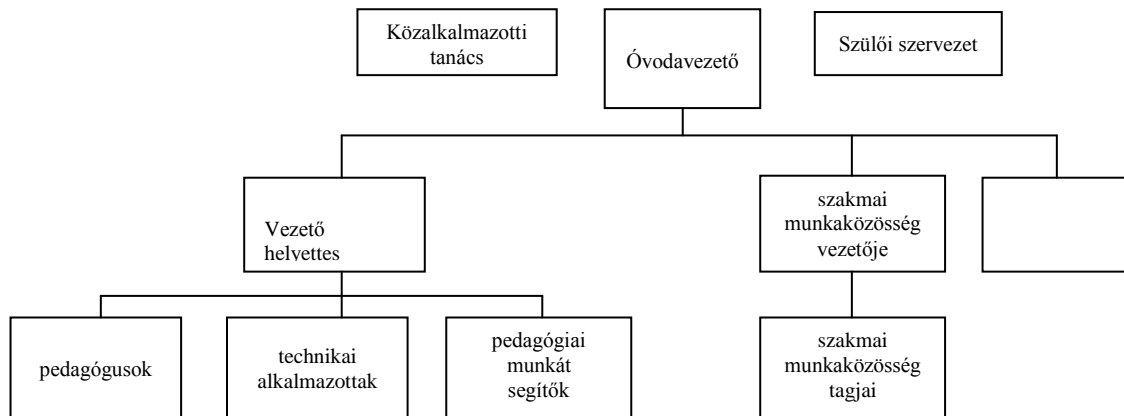 Közalkalmazotti
tanács
Óvodavezető
Szülői szervezet
Vezető
helvettes
szakmai
munkaközösség
vezetője
pedagógusok
technikai
alkalmazottak
pedagógiai
munkát
segítők
szakmai
munkaközösség
tagjai